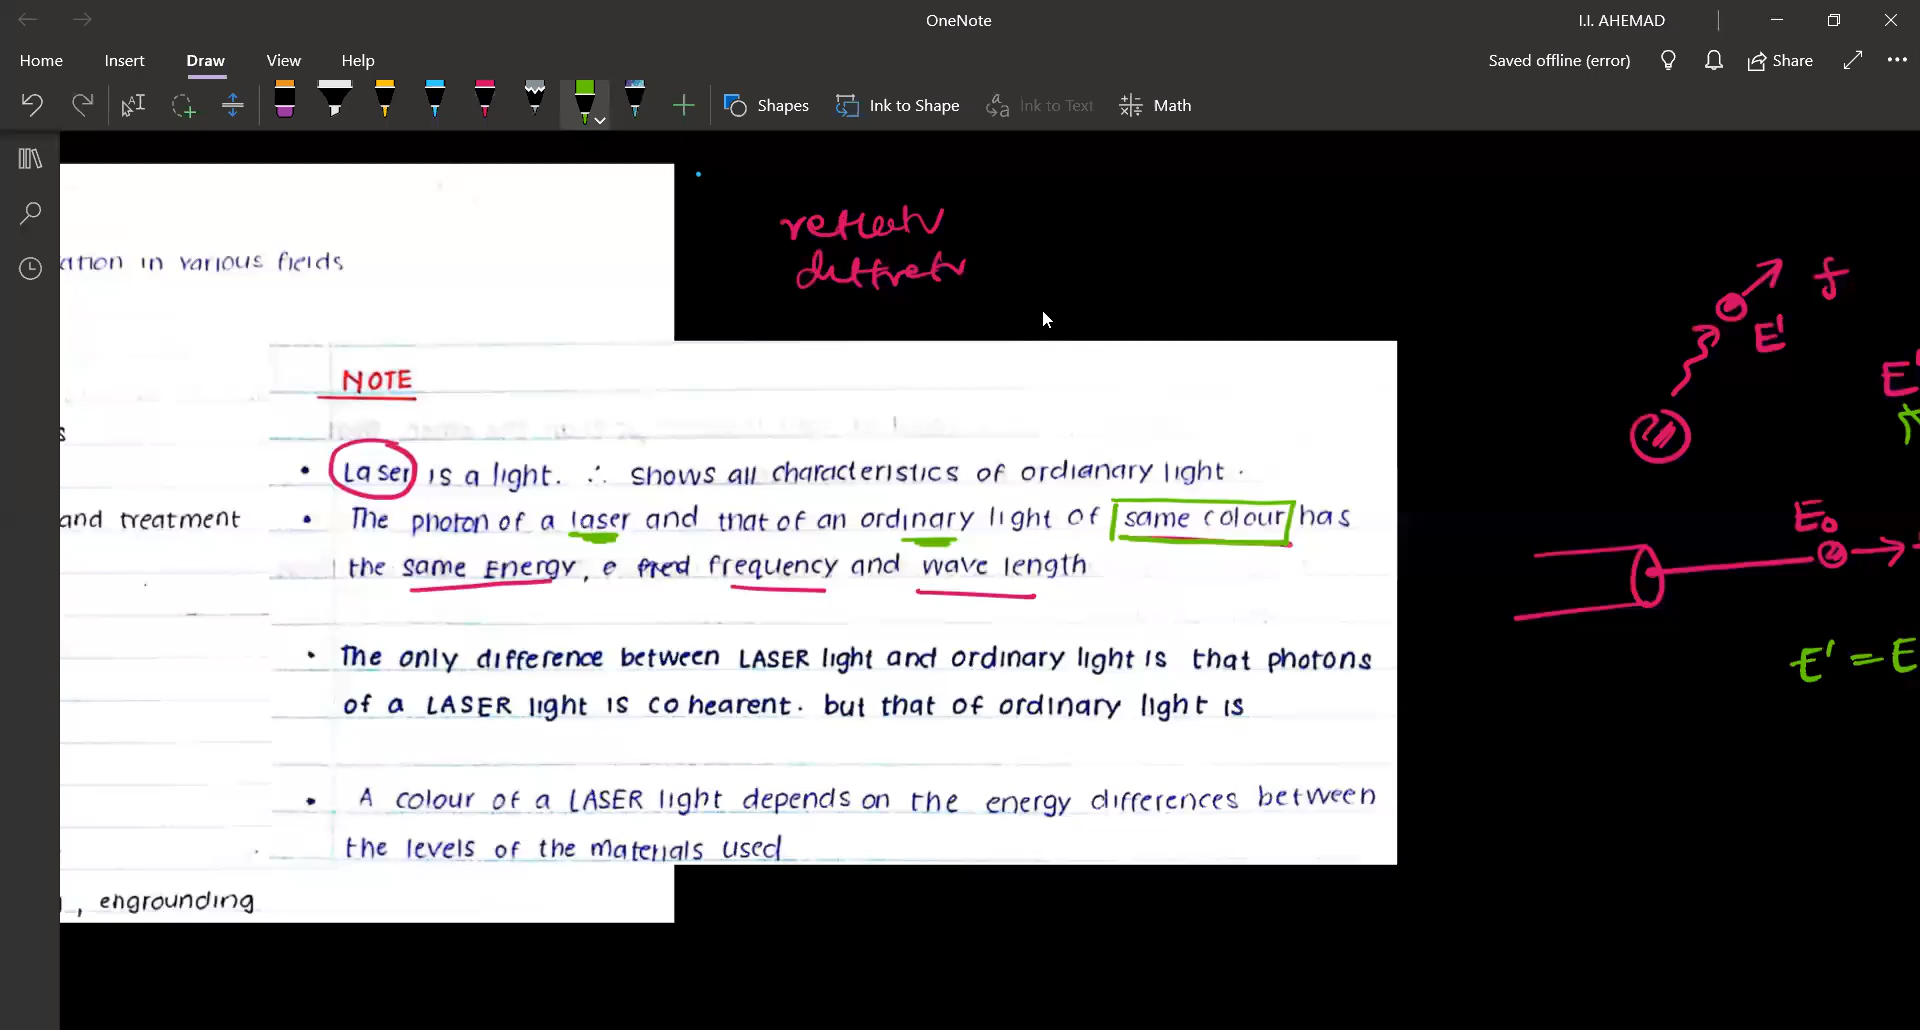 OneNote
I.I. AHEMAD
Home Insert Draw View Help
Saved offline (error) Share
Shapes Ink to Shape Ink to Text Math
ation in various fields
NOTE
• Laser is a light. ∴ shows all characteristics of ordianary light.
and treatment
• The photon of a laser and that of an ordinary light of same colour has
the same Energy, e fred frequency and wave length
• The only difference between LASER light and ordinary light is that photons
of a LASER light is cohearent. but that of ordinary light is
• A colour of a LASER light depends on the energy differences between
the levels of the materials used
, engrounding
f
E'
E₀
E' = E